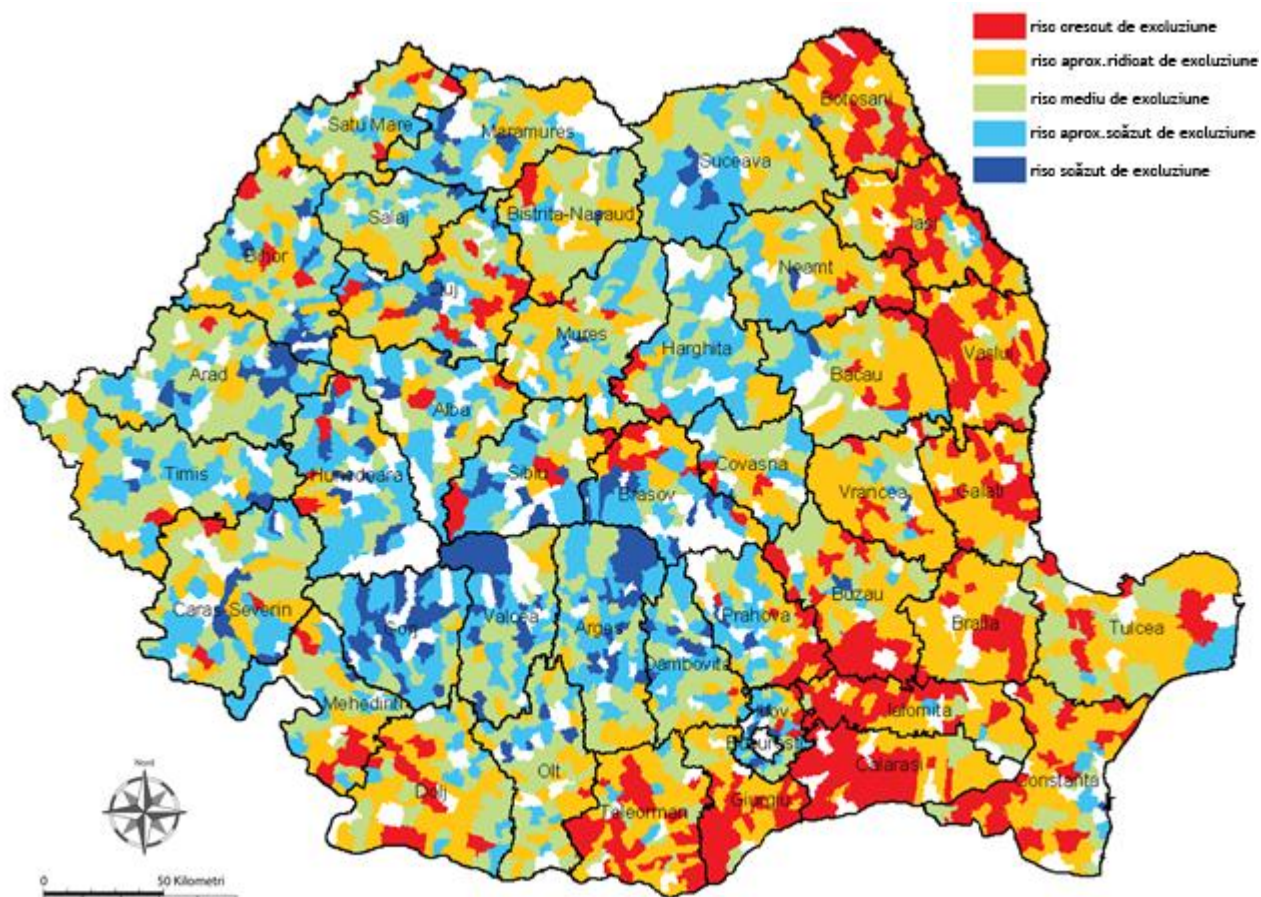 risc crescut de excluziune
risc aprox.ridicat de excluziune
risc mediu de excluziune
risc aprox.scăzut de excluziune
risc scăzut de excluziune
Botosani
Satu Mare
Maramures
Suceava
Salaj
Bistrita-Nasaud
Iasi
Bihor
Neamt
Cluj
Mures
Harghita
Vaslui
Arad
Bacau
Alba
Timis
Hunedoara
Sibiu
Brasov
Covasna
Vrancea
Galati
Caras-Severin
Gorj
Valcea
Arges
Prahova
Buzau
Braila
Tulcea
Dambovita
Mehedinti
Ilfov
Ialomita
Bucuresti
Olt
Calarasi
Constanta
Dolj
Teleorman
Giurgiu
Nord
0 50 Kilometri